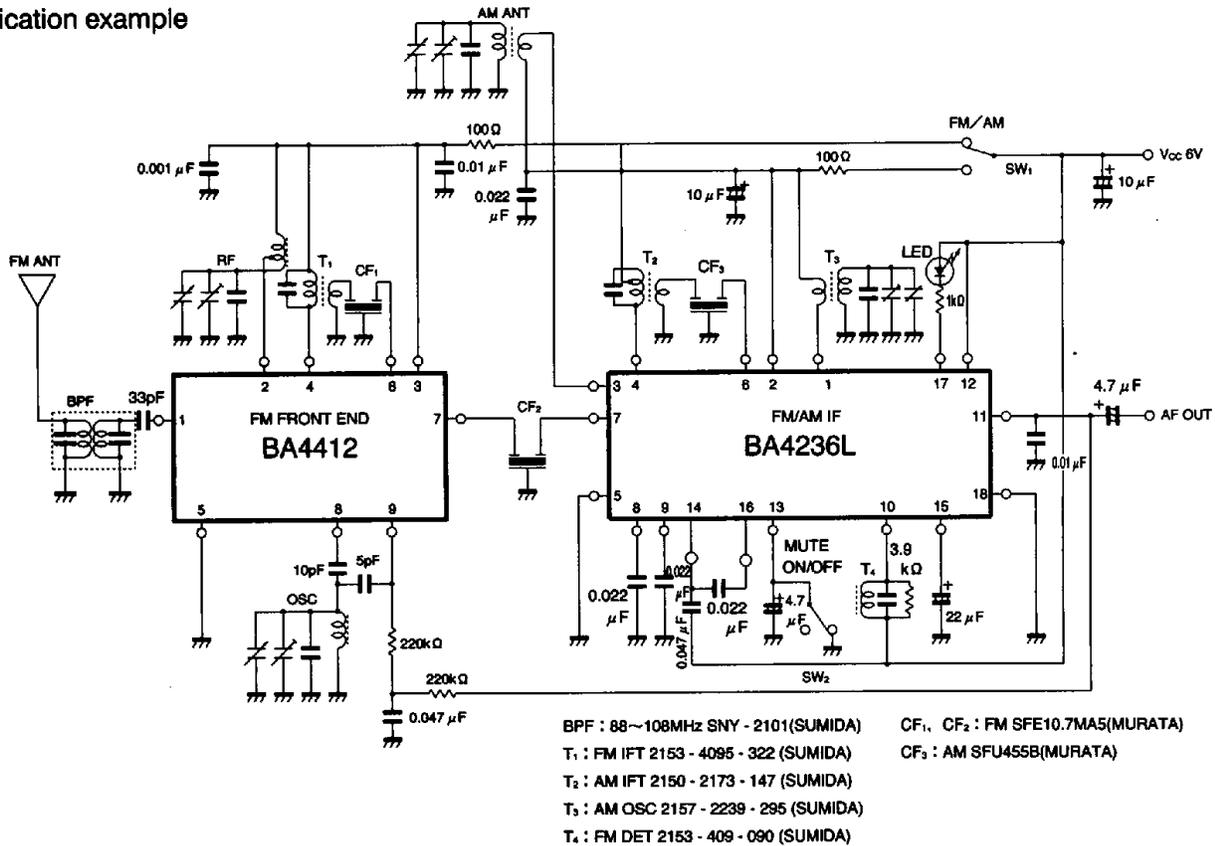 ication example
AM ANT
100Ω
FM/AM
0.001 μF
0.01 μF
0.022
μF
10 μF
100Ω
SW₁
Vcc 6V
10 μF
FM ANT
RF
T₁
CF₁
T₂
CF₃
T₃
LED
1kΩ
2
4
6
3
3
4
6
2
1
17
12
BPF
33pF
1
FM FRONT END
BA4412
7
CF₂
7
FM/AM IF
BA4236L
11
4.7 μF
AF OUT
0.01 μF
5
8
9
5
8
9
14
16
13
10
15
18
10pF
5pF
OSC
0.022
μF
0.022
μF
0.047 μF
0.022
μF
MUTE
ON/OFF
4.7
μF
T₄
3.9
kΩ
22 μF
220kΩ
220kΩ
0.047 μF
SW₂
BPF : 88~108MHz SNY - 2101(SUMIDA)
CF₁, CF₂ : FM SFE10.7MA5(MURATA)
T₁ : FM IFT 2153 - 4095 - 322 (SUMIDA)
CF₃ : AM SFU455B(MURATA)
T₂ : AM IFT 2150 - 2173 - 147 (SUMIDA)
T₃ : AM OSC 2157 - 2239 - 295 (SUMIDA)
T₄ : FM DET 2153 - 409 - 090 (SUMIDA)